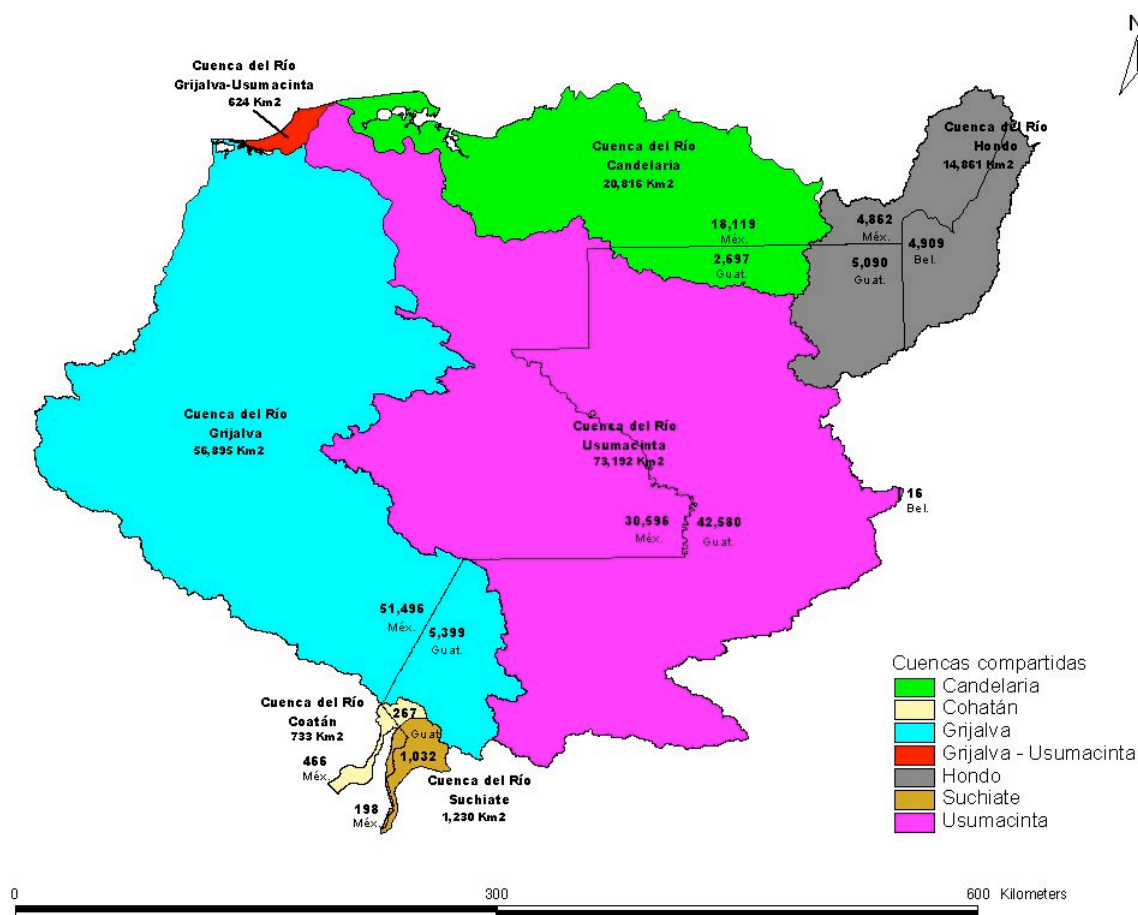 N
Cuenca del Río
Grijalva-Usumacinta
624 Km2
Cuenca del Río
Candelaria
20,816 Km2
Cuenca del Río
Hondo
14,861 Km2
18,119
Méx.
2,697
Guat.
4,862
Méx.
5,090
Guat.
4,909
Bel.
Cuenca del Río
Grijalva
56,895 Km2
Cuenca del Río
Usumacinta
73,192 Km2
16
Bel.
30,596
Méx.
42,580
Guat.
51,496
Méx.
5,399
Guat.
Cuenca del Río
Coatán
733 Km2
267
Guat.
466
Méx.
1,032
198
Méx.
Cuenca del Río
Suchiate
1,230 Km2
Cuencas compartidas
Candelaria
Cohatán
Grijalva
Grijalva - Usumacinta
Hondo
Suchiate
Usumacinta
0 300 600 Kilometers